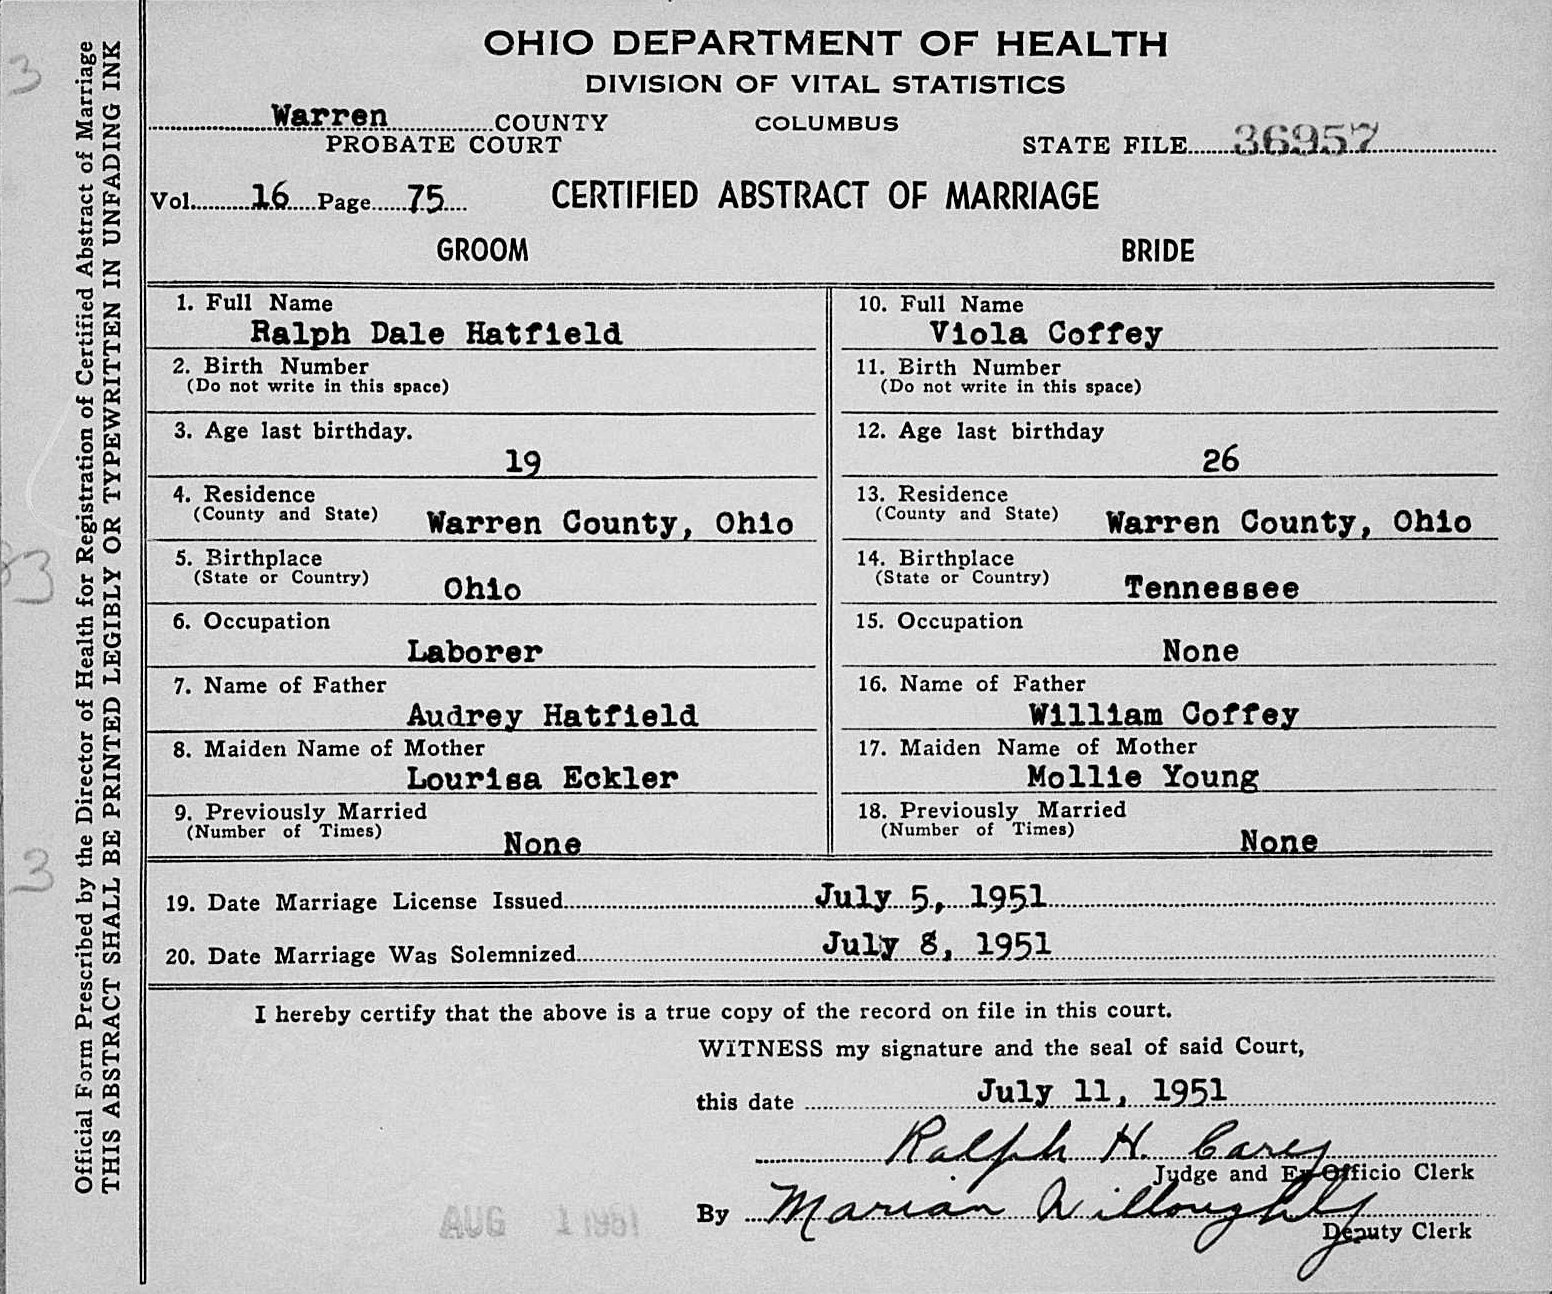 OHIO DEPARTMENT OF HEALTH
DIVISION OF VITAL STATISTICS
Warren COUNTY
PROBATE COURT
COLUMBUS
STATE FILE 36957
Vol. 16 Page 75
CERTIFIED ABSTRACT OF MARRIAGE
GROOM
BRIDE
1. Full Name
Ralph Dale Hatfield
2. Birth Number
(Do not write in this space)
3. Age last birthday.
19
4. Residence
(County and State) Warren County, Ohio
5. Birthplace
(State or Country) Ohio
6. Occupation
Laborer
7. Name of Father
Audrey Hatfield
8. Maiden Name of Mother
Lourisa Eckler
9. Previously Married
(Number of Times) None
10. Full Name
Viola Coffey
11. Birth Number
(Do not write in this space)
12. Age last birthday
26
13. Residence
(County and State) Warren County, Ohio
14. Birthplace
(State or Country) Tennessee
15. Occupation
None
16. Name of Father
William Coffey
17. Maiden Name of Mother
Mollie Young
18. Previously Married
(Number of Times) None
19. Date Marriage License Issued July 5, 1951
20. Date Marriage Was Solemnized July 8, 1951
I hereby certify that the above is a true copy of the record on file in this court.
WITNESS my signature and the seal of said Court,
this date July 11, 1951
Ralph H. Carey
Judge and Ex-Officio Clerk
By Marian Willoughby
Deputy Clerk
AUG 1 1951
Official Form Prescribed by the Director of Health for Registration of Certified Abstract of Marriage
THIS ABSTRACT SHALL BE PRINTED LEGIBLY OR TYPEWRITTEN IN UNFADING INK
3
83
3